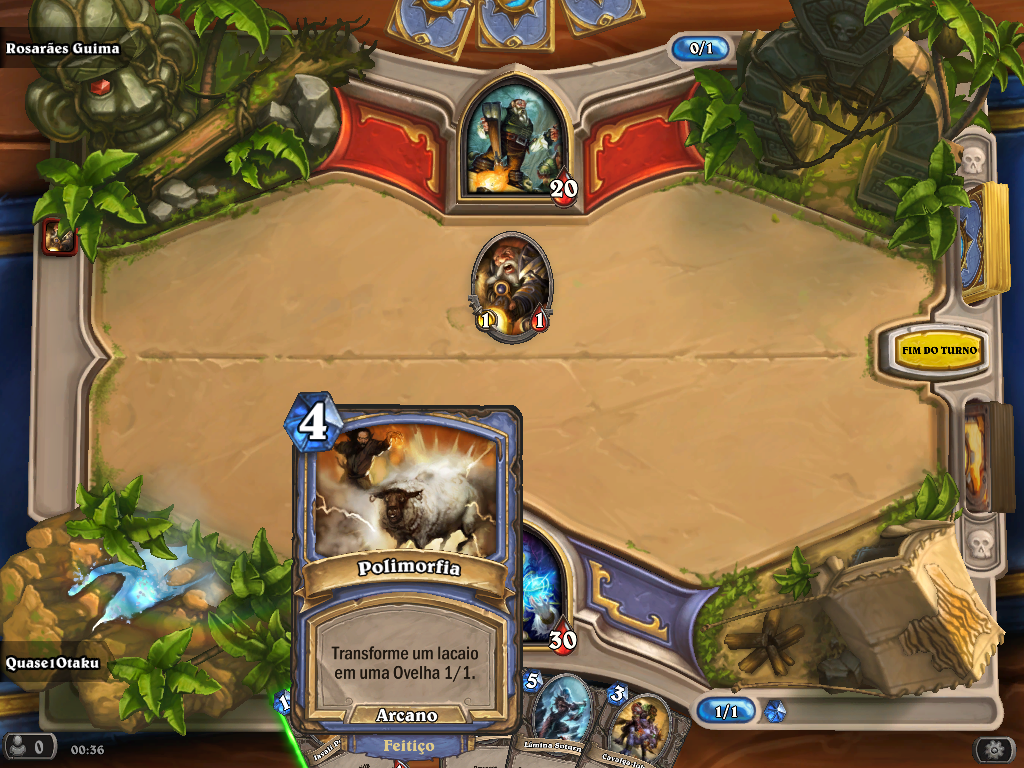 Rosarães Guima
0/1
20
1 1
FIM DO TURNO
4
Polimorfia
Transforme um lacaio
em uma Ovelha 1/1.
Arcano
Feitiço
30
Quase1Otaku
1
5
3
1/1
0
00:36